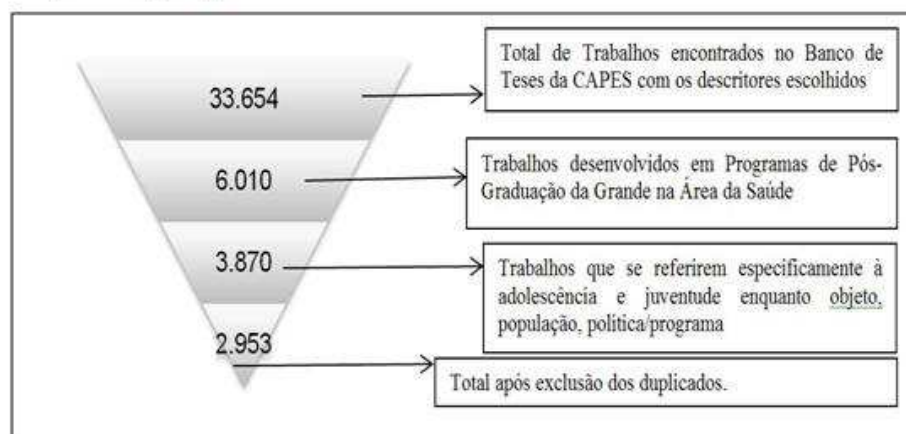 33.654
Total de Trabalhos encontrados no Banco de
Teses da CAPES com os descritores escolhidos
6.010
Trabalhos desenvolvidos em Programas de Pós-
Graduação da Grande na Área da Saúde
3.870
Trabalhos que se referirem especificamente à
adolescência e juventude enquanto objeto,
população, política/programa
2.953
Total após exclusão dos duplicados.